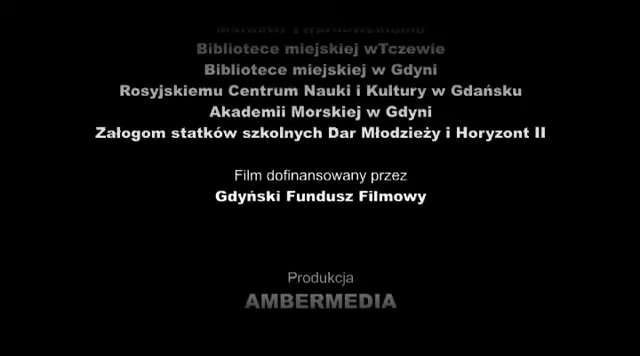 Bibliotece miejskiej wTczewie
Bibliotece miejskiej w Gdyni
Rosyjskiemu Centrum Nauki i Kultury w Gdańsku
Akademii Morskiej w Gdyni
Załogom statków szkolnych Dar Młodzieży i Horyzont II
Film dofinansowany przez
Gdyński Fundusz Filmowy
Produkcja
AMBERMEDIA